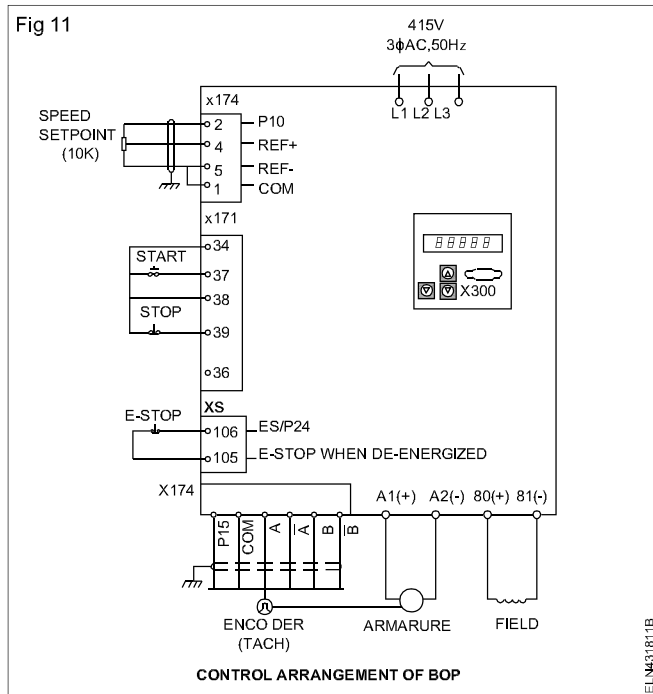 Fig 11
415V
3ϕAC,50Hz
L1 L2 L3
x174
SPEED
SETPOINT
(10K)
2 P10
4 REF+
5 REF-
1 COM
x171
34
START
37
38
STOP
39
36
88888
X300
XS
E-STOP
106 ES/P24
105 E-STOP WHEN DE-ENERGIZED
X174
A1(+) A2(-) 80(+) 81(-)
P15 COM A A̅ B B̅
ENCO DER
(TACH)
ARMARURE
FIELD
CONTROL ARRANGEMENT OF BOP
ELN431811B